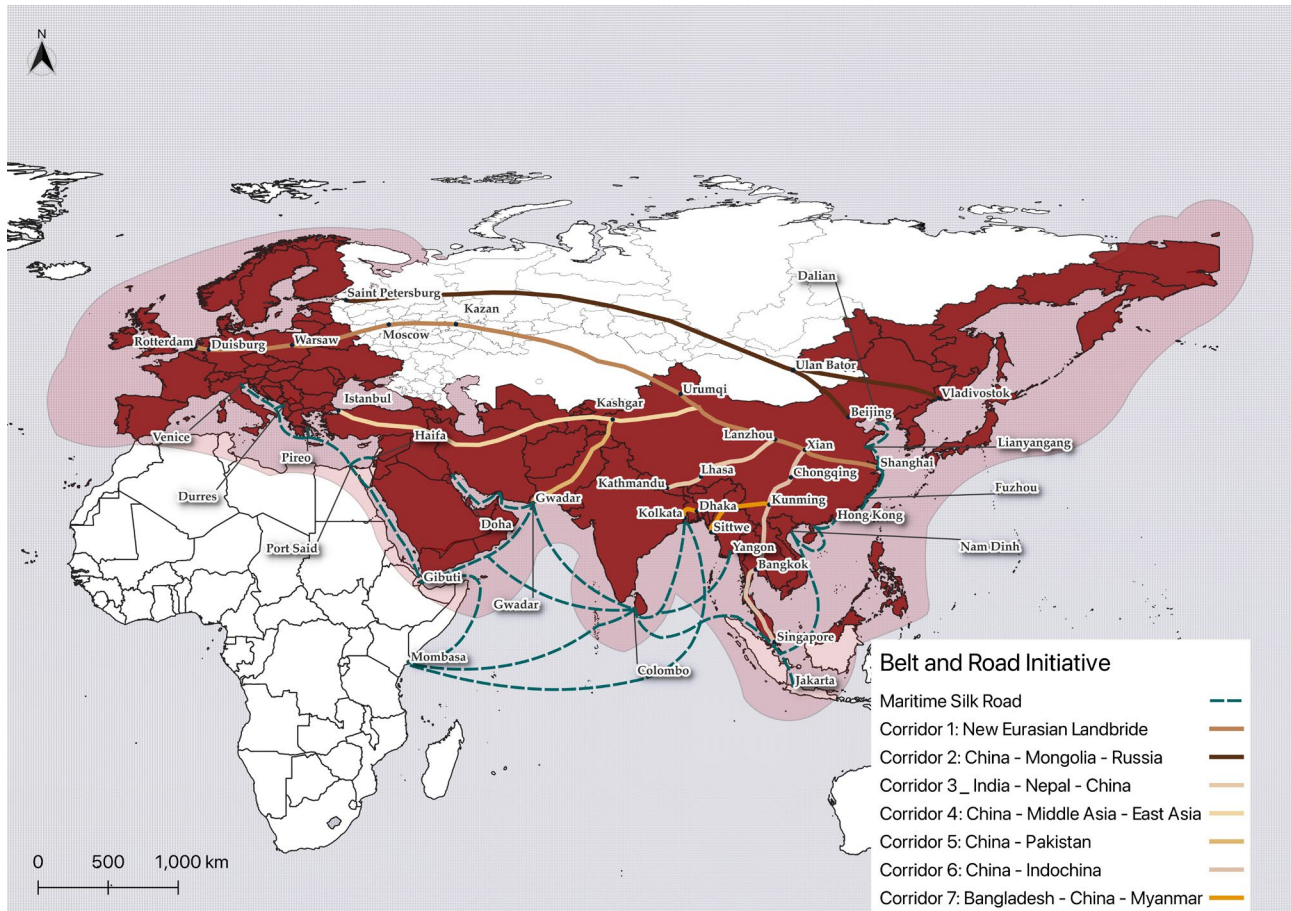 N
Dalian
Saint Petersburg
Kazan
Rotterdam
Duisburg
Warsaw
Moscow
Ulan Bator
Urumqi
Vladivostok
Istanbul
Kashgar
Beijing
Venice
Haifa
Lanzhou
Xian
Lianyangang
Pireo
Lhasa
Chongqing
Shanghai
Kathmandu
Fuzhou
Durres
Gwadar
Dhaka
Kunming
Kolkata
Hong Kong
Doha
Sittwe
Port Said
Yangon
Nam Dinh
Bangkok
Gibuti
Gwadar
Singapore
Mombasa
Colombo
Jakarta
Belt and Road Initiative
Maritime Silk Road
Corridor 1: New Eurasian Landbride
Corridor 2: China - Mongolia - Russia
Corridor 3_ India - Nepal - China
Corridor 4: China - Middle Asia - East Asia
Corridor 5: China - Pakistan
Corridor 6: China - Indochina
Corridor 7: Bangladesh - China - Myanmar
0 500 1,000 km